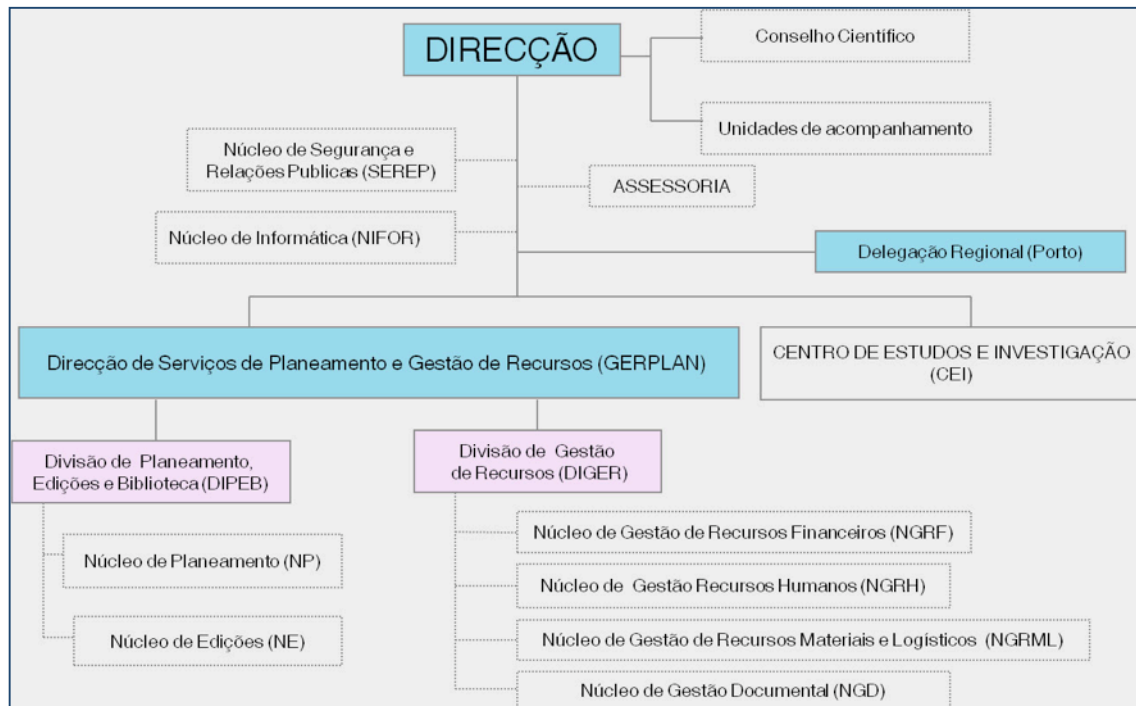 DIRECÇÃO
Conselho Científico
Unidades de acompanhamento
Núcleo de Segurança e
Relações Publicas (SEREP)
ASSESSORIA
Núcleo de Informática (NIFOR)
Delegação Regional (Porto)
Direcção de Serviços de Planeamento e Gestão de Recursos (GERPLAN)
CENTRO DE ESTUDOS E INVESTIGAÇÃO
(CEI)
Divisão de Planeamento,
Edições e Biblioteca (DIPEB)
Divisão de Gestão
de Recursos (DIGER)
Núcleo de Planeamento (NP)
Núcleo de Edições (NE)
Núcleo de Gestão de Recursos Financeiros (NGRF)
Núcleo de Gestão Recursos Humanos (NGRH)
Núcleo de Gestão de Recursos Materiais e Logísticos (NGRML)
Núcleo de Gestão Documental (NGD)